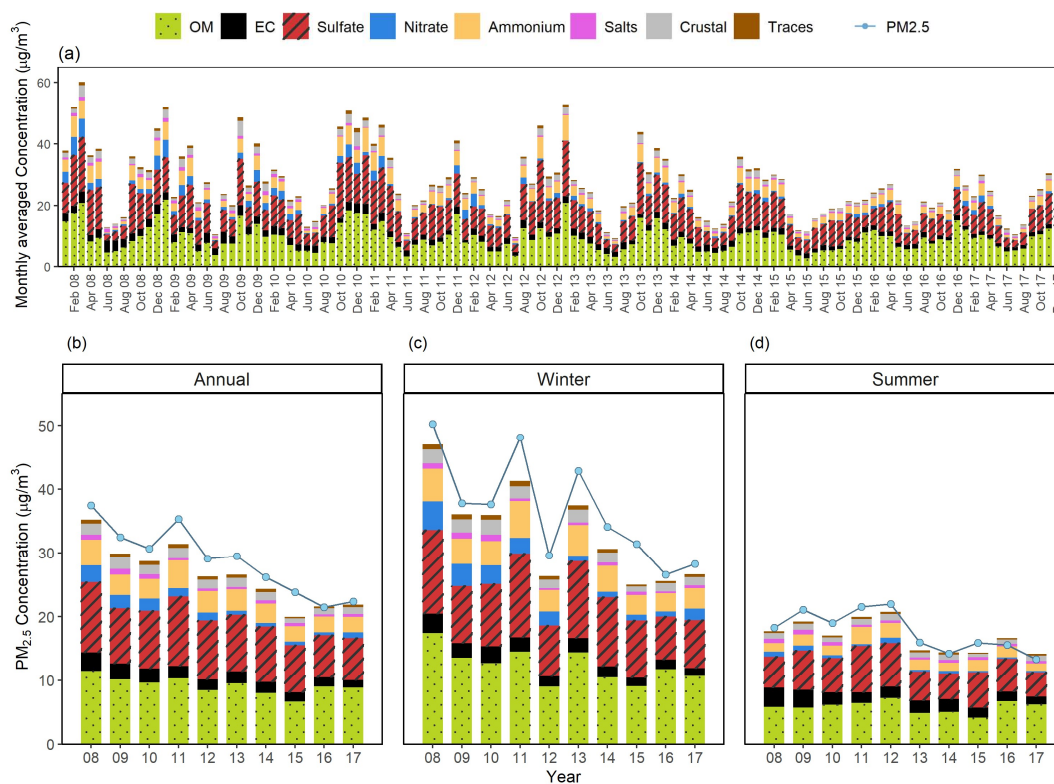 OM EC Sulfate Nitrate Ammonium Salts Crustal Traces PM2.5
(a)
Monthly averaged Concentration (μg/m³)
60
40
20
0
Feb 08 Apr 08 Jun 08 Aug 08 Oct 08 Dec 08 Feb 09 Apr 09 Jun 09 Aug 09 Oct 09 Dec 09 Feb 10 Apr 10 Jun 10 Aug 10 Oct 10 Dec 10 Feb 11 Apr 11 Jun 11 Aug 11 Oct 11 Dec 11 Feb 12 Apr 12 Jun 12 Aug 12 Oct 12 Dec 12 Feb 13 Apr 13 Jun 13 Aug 13 Oct 13 Dec 13 Feb 14 Apr 14 Jun 14 Aug 14 Oct 14 Dec 14 Feb 15 Apr 15 Jun 15 Aug 15 Oct 15 Dec 15 Feb 16 Apr 16 Jun 16 Aug 16 Oct 16 Dec 16 Feb 17 Apr 17 Jun 17 Aug 17 Oct 17
(b) (c) (d)
Annual Winter Summer
PM2.5 Concentration (μg/m³)
50
40
30
20
10
0
08 09 10 11 12 13 14 15 16 17 08 09 10 11 12 13 14 15 16 17 08 09 10 11 12 13 14 15 16 17
Year